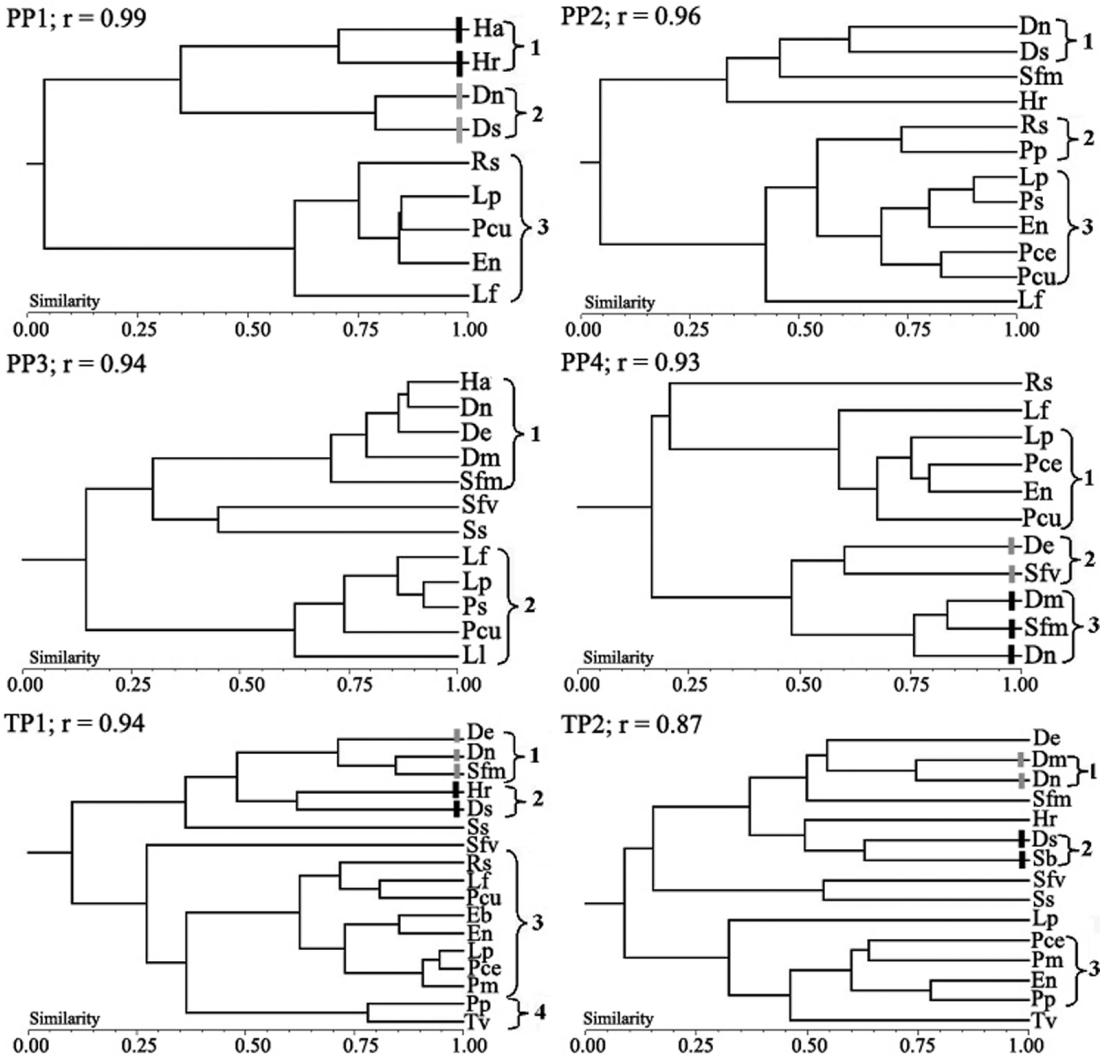 PP1; r = 0.99
Ha
Hr
1
Dn
Ds
2
Rs
Lp
Pcu
En
Lf
3
Similarity
0.00 0.25 0.50 0.75 1.00
PP2; r = 0.96
Dn
Ds
1
Sfm
Hr
Rs
Pp
2
Lp
Ps
En
Pce
Pcu
3
Lf
Similarity
0.00 0.25 0.50 0.75 1.00
PP3; r = 0.94
Ha
Dn
De
Dm
Sfm
1
Sfv
Ss
Lf
Lp
Ps
Pcu
Ll
2
Similarity
0.00 0.25 0.50 0.75 1.00
PP4; r = 0.93
Rs
Lf
Lp
Pce
En
Pcu
1
De
Sfv
2
Dm
Sfm
Dn
3
Similarity
0.00 0.25 0.50 0.75 1.00
TP1; r = 0.94
De
Dn
Sfm
1
Hr
Ds
2
Ss
Sfv
Rs
Lf
Pcu
Eb
En
Lp
Pce
Pm
3
Pp
Tv
4
Similarity
0.00 0.25 0.50 0.75 1.00
TP2; r = 0.87
De
Dm
Dn
1
Sfm
Hr
Ds
Sb
2
Sfv
Ss
Lp
Pce
Pm
En
Pp
3
Tv
Similarity
0.00 0.25 0.50 0.75 1.00